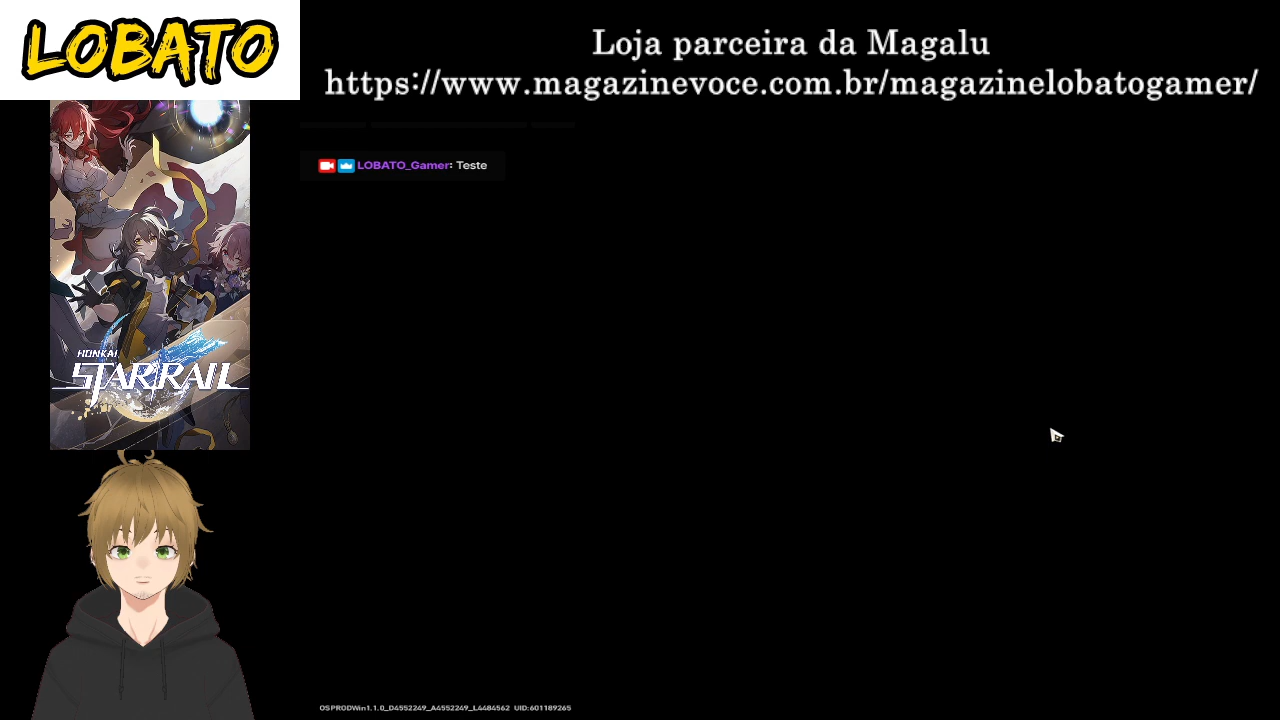 LOBATO
Loja parceira da Magalu
https://www.magazinevoce.com.br/magazinelobatogamer/
LOBATO_Gamer: Teste
HONKAI
STAR RAIL
OSPRODWin1.1.0_D4552249_A4552249_L4484562 UID:601189265